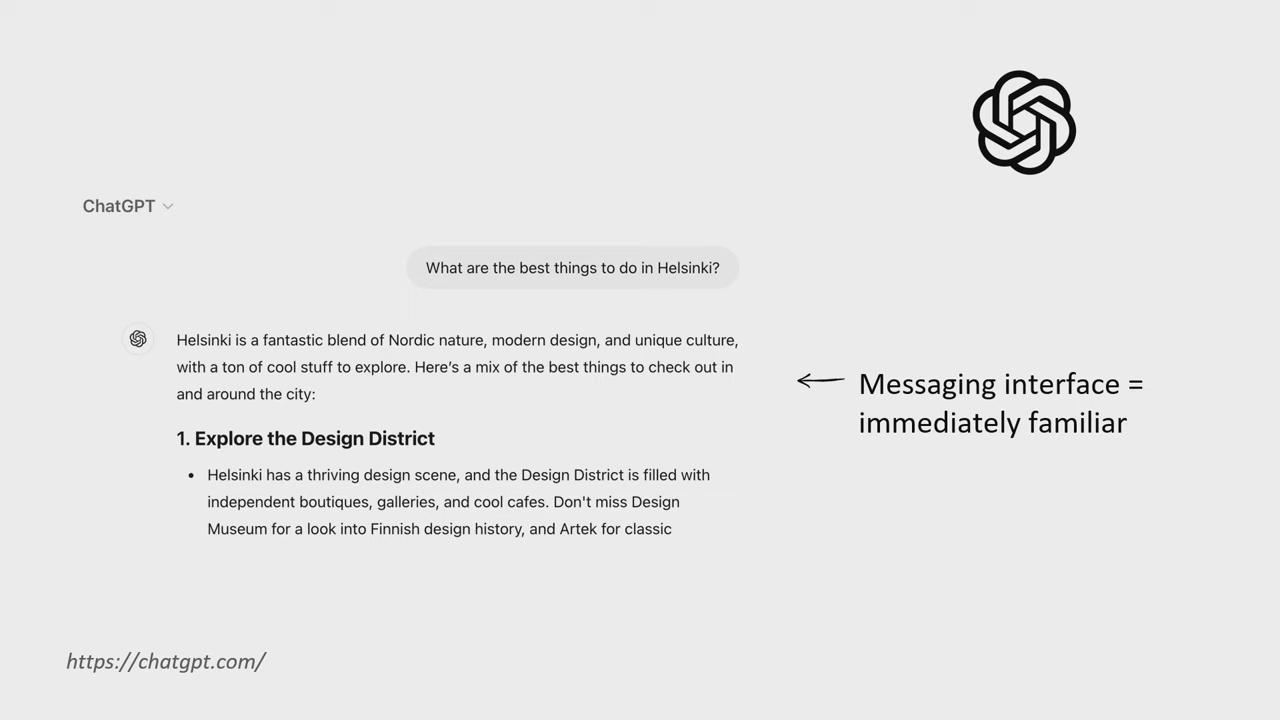 ChatGPT
What are the best things to do in Helsinki?
Helsinki is a fantastic blend of Nordic nature, modern design, and unique culture,
with a ton of cool stuff to explore. Here’s a mix of the best things to check out in
and around the city:
1. Explore the Design District
• Helsinki has a thriving design scene, and the Design District is filled with
independent boutiques, galleries, and cool cafes. Don't miss Design
Museum for a look into Finnish design history, and Artek for classic
Messaging interface =
immediately familiar
https://chatgpt.com/